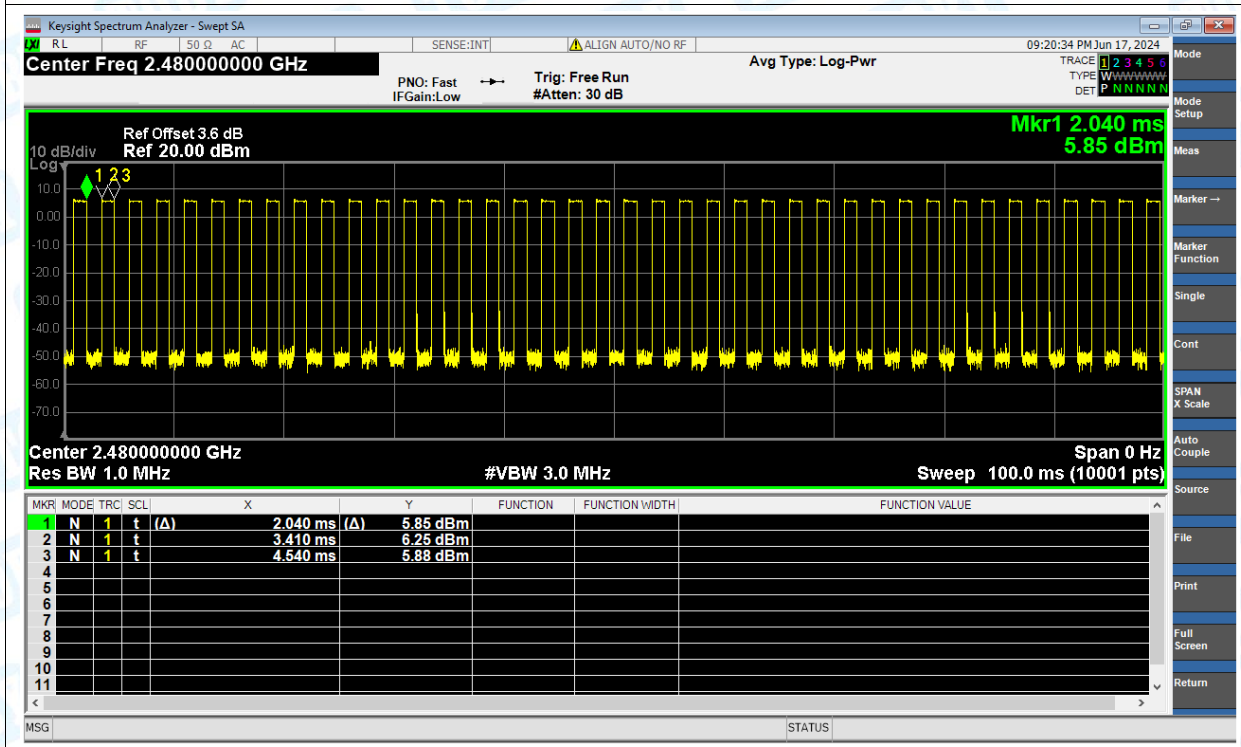 Keysight Spectrum Analyzer - Swept SA
LXI RL RF 50 Ω AC SENSE:INT ALIGN AUTO/NO RF 09:20:34 PM Jun 17, 2024
Center Freq 2.480000000 GHz
PNO: Fast
IFGain:Low
Trig: Free Run
#Atten: 30 dB
Avg Type: Log-Pwr
TRACE 1 2 3 4 5 6
TYPE WWWWWW
DET P N N N N N
Mkr1 2.040 ms
5.85 dBm
Ref Offset 3.6 dB
10 dB/div Ref 20.00 dBm
Log
1 2 3
10.0
0.00
-10.0
-20.0
-30.0
-40.0
-50.0
-60.0
-70.0
Center 2.480000000 GHz Span 0 Hz
Res BW 1.0 MHz #VBW 3.0 MHz Sweep 100.0 ms (10001 pts)
MKR MODE TRC SCL X Y FUNCTION FUNCTION WIDTH FUNCTION VALUE
1 N 1 t (Δ) 2.040 ms (Δ) 5.85 dBm
2 N 1 t 3.410 ms 6.25 dBm
3 N 1 t 4.540 ms 5.88 dBm
4
5
6
7
8
9
10
11
MSG STATUS
Mode
Mode
Setup
Meas
Marker →
Marker
Function
Single
Cont
SPAN
X Scale
Auto
Couple
Source
File
Print
Full
Screen
Return